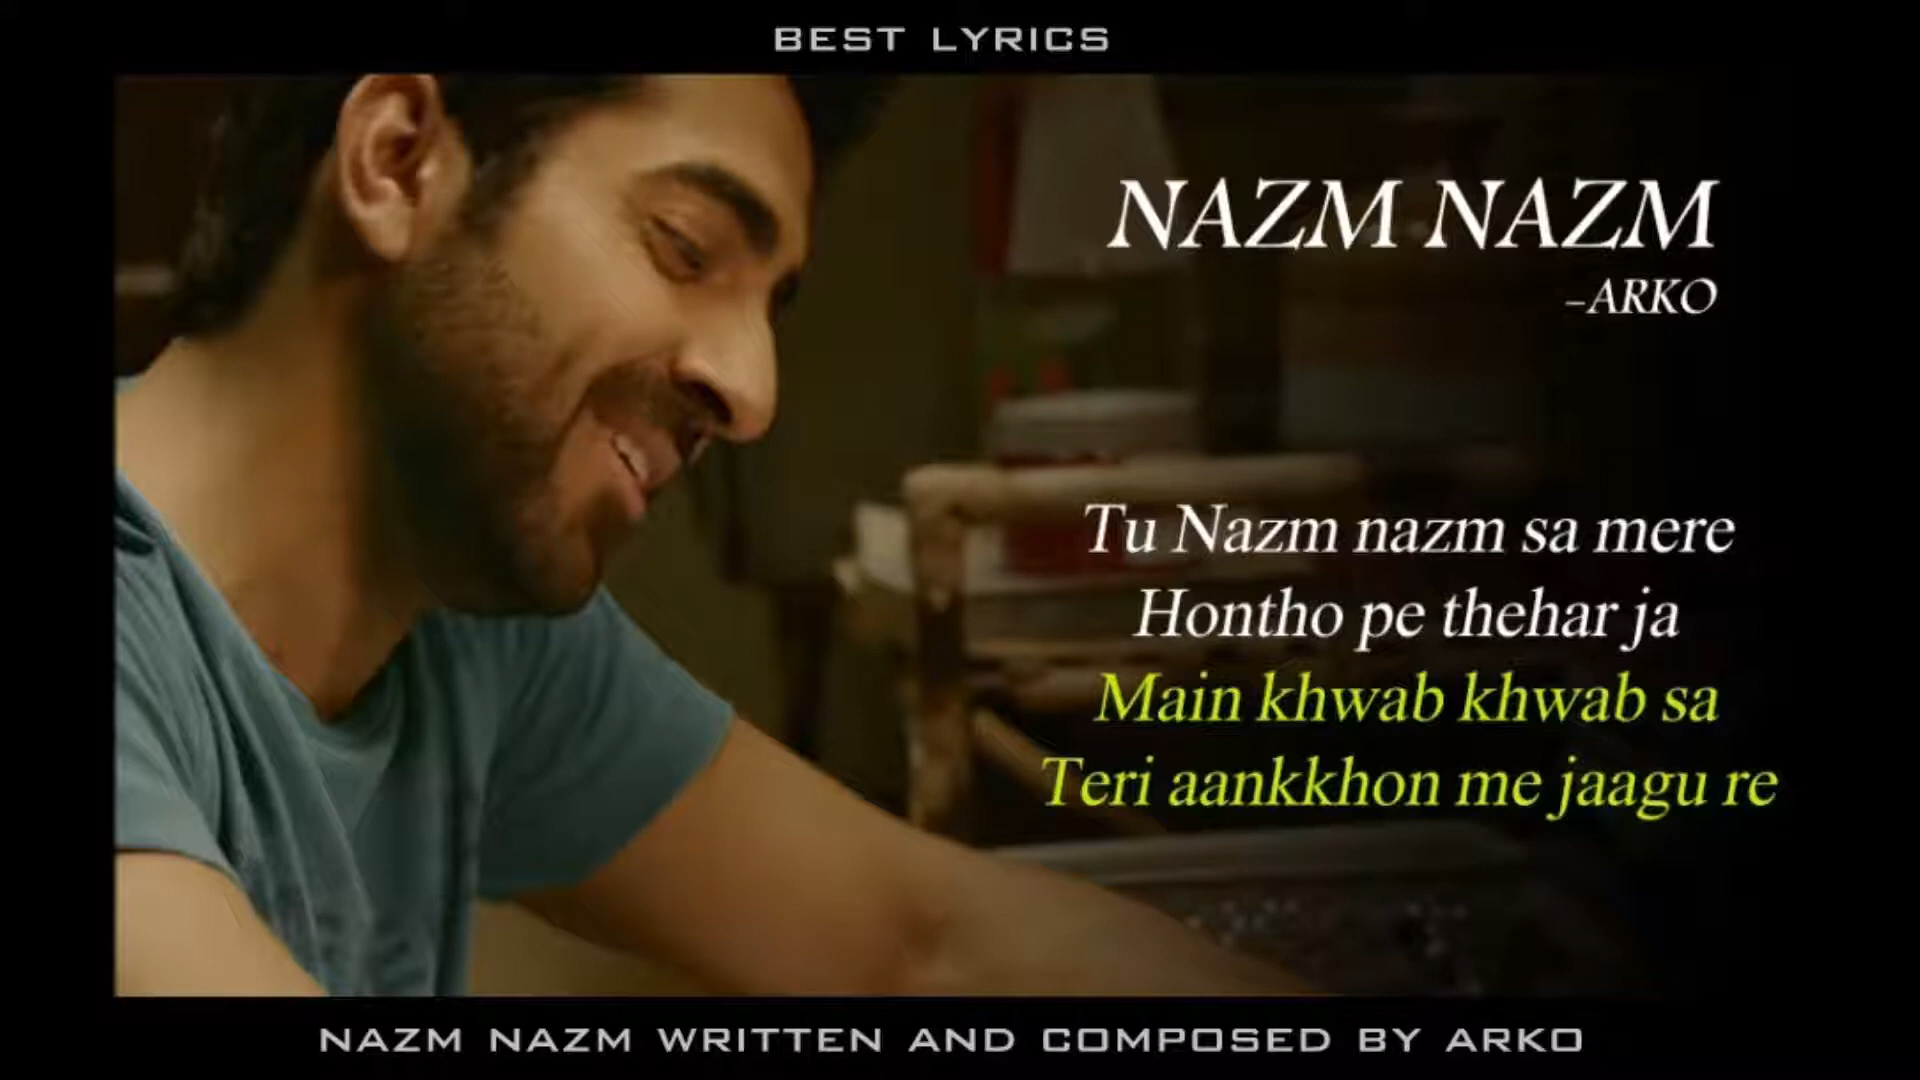 BEST LYRICS
NAZM NAZM
-ARKO
Tu Nazm nazm sa mere
Hontho pe thehar ja
Main khwab khwab sa
Teri aankkhon me jaagu re
NAZM NAZM WRITTEN AND COMPOSED BY ARKO